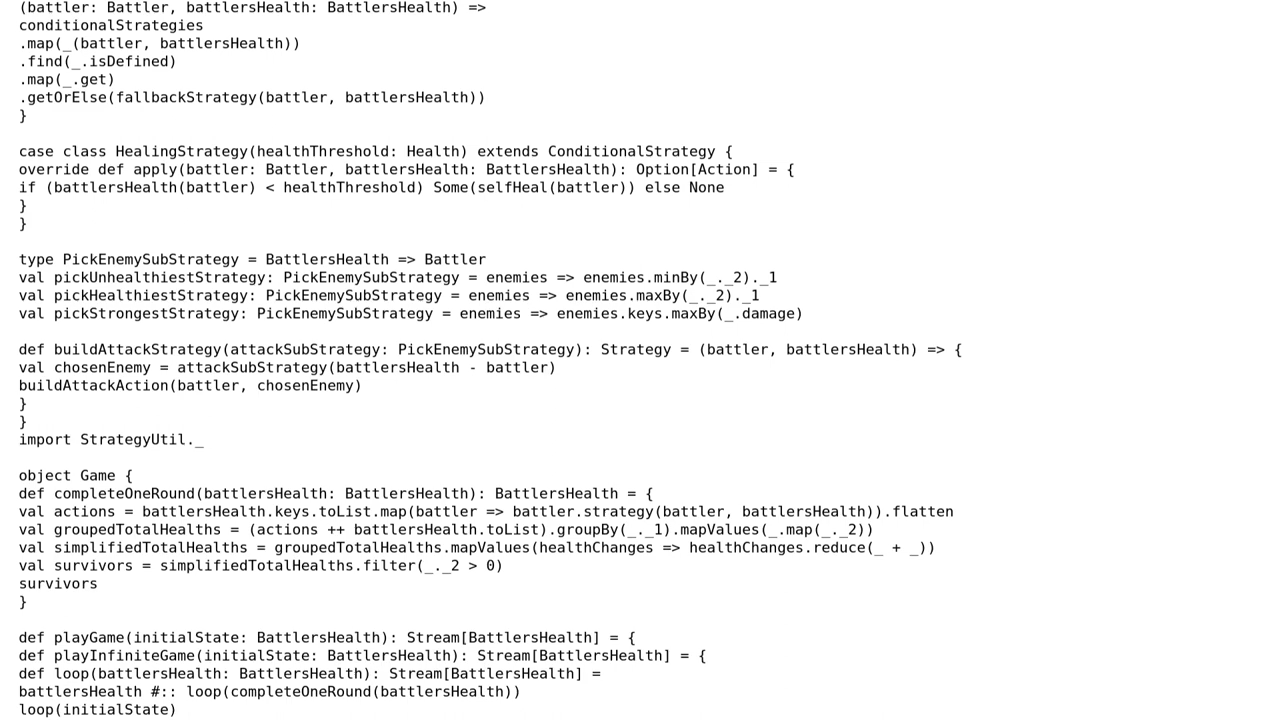 (battler: Battler, battlersHealth: BattlersHealth) =>
conditionalStrategies
.map(_(battler, battlersHealth))
.find(_.isDefined)
.map(_.get)
.getOrElse(fallbackStrategy(battler, battlersHealth))
}
case class HealingStrategy(healthThreshold: Health) extends ConditionalStrategy {
override def apply(battler: Battler, battlersHealth: BattlersHealth): Option[Action] = {
if (battlersHealth(battler) < healthThreshold) Some(selfHeal(battler)) else None
}
}
type PickEnemySubStrategy = BattlersHealth => Battler
val pickUnhealthiestStrategy: PickEnemySubStrategy = enemies => enemies.minBy(_._2)._1
val pickHealthiestStrategy: PickEnemySubStrategy = enemies => enemies.maxBy(_._2)._1
val pickStrongestStrategy: PickEnemySubStrategy = enemies => enemies.keys.maxBy(_.damage)
def buildAttackStrategy(attackSubStrategy: PickEnemySubStrategy): Strategy = (battler, battlersHealth) => {
val chosenEnemy = attackSubStrategy(battlersHealth - battler)
buildAttackAction(battler, chosenEnemy)
}
}
import StrategyUtil._
object Game {
def completeOneRound(battlersHealth: BattlersHealth): BattlersHealth = {
val actions = battlersHealth.keys.toList.map(battler => battler.strategy(battler, battlersHealth)).flatten
val groupedTotalHealths = (actions ++ battlersHealth.toList).groupBy(_._1).mapValues(_.map(_._2))
val simplifiedTotalHealths = groupedTotalHealths.mapValues(healthChanges => healthChanges.reduce(_ + _))
val survivors = simplifiedTotalHealths.filter(_._2 > 0)
survivors
}
def playGame(initialState: BattlersHealth): Stream[BattlersHealth] = {
def playInfiniteGame(initialState: BattlersHealth): Stream[BattlersHealth] = {
def loop(battlersHealth: BattlersHealth): Stream[BattlersHealth] =
battlersHealth #:: loop(completeOneRound(battlersHealth))
loop(initialState)